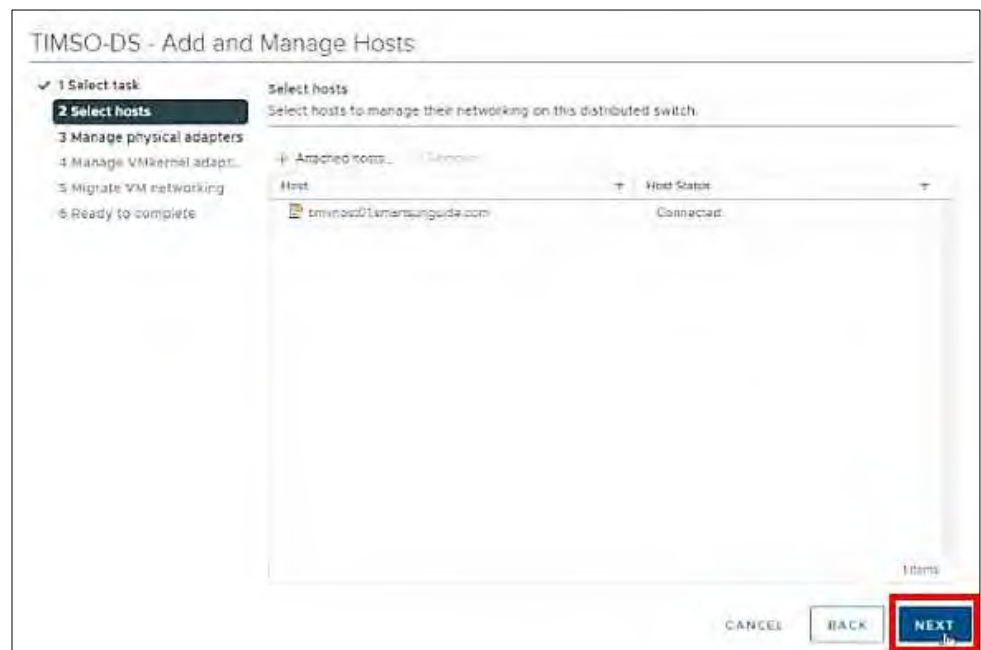 TIMSO-DS - Add and Manage Hosts
1 Select task
2 Select hosts
3 Manage physical adapters
4 Manage VMkernel adapt...
5 Migrate VM networking
6 Ready to complete
Select hosts
Select hosts to manage their networking on this distributed switch.
+ Attached hosts...
Host
Host Status
Connected
1 items
CANCEL
BACK
NEXT